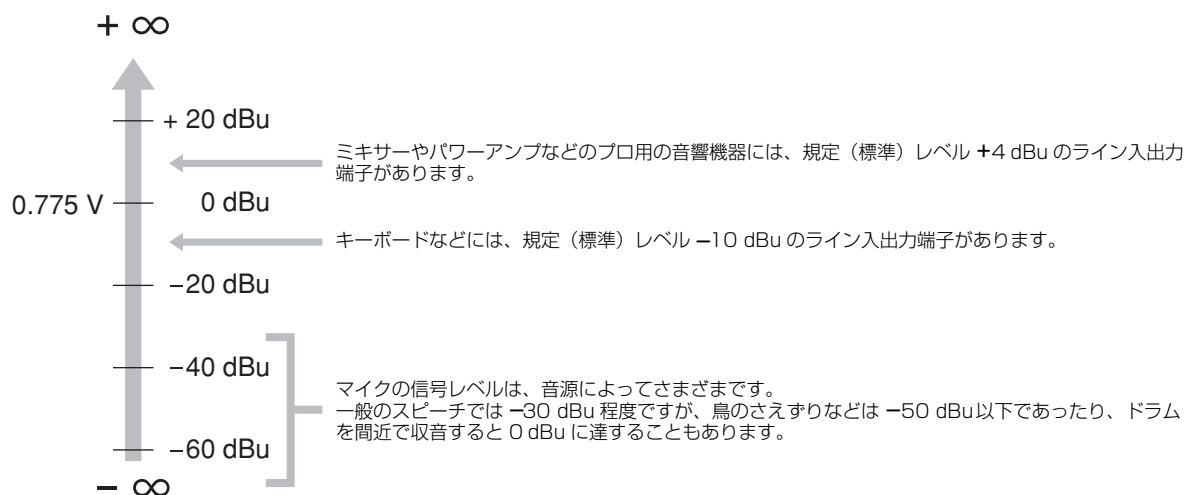 + ∞
+ 20 dBu
ミキサーやパワーアンプなどのプロ用の音響機器には、規定（標準）レベル +4 dBu のライン入出力
端子があります。
0.775 V 0 dBu
キーボードなどには、規定（標準）レベル −10 dBu のライン入出力端子があります。
−20 dBu
−40 dBu
マイクの信号レベルは、音源によってさまざまです。
一般のスピーチでは −30 dBu 程度ですが、鳥のさえずりなどは −50 dBu以下であったり、ドラム
を間近で収音すると 0 dBu に達することもあります。
−60 dBu
− ∞